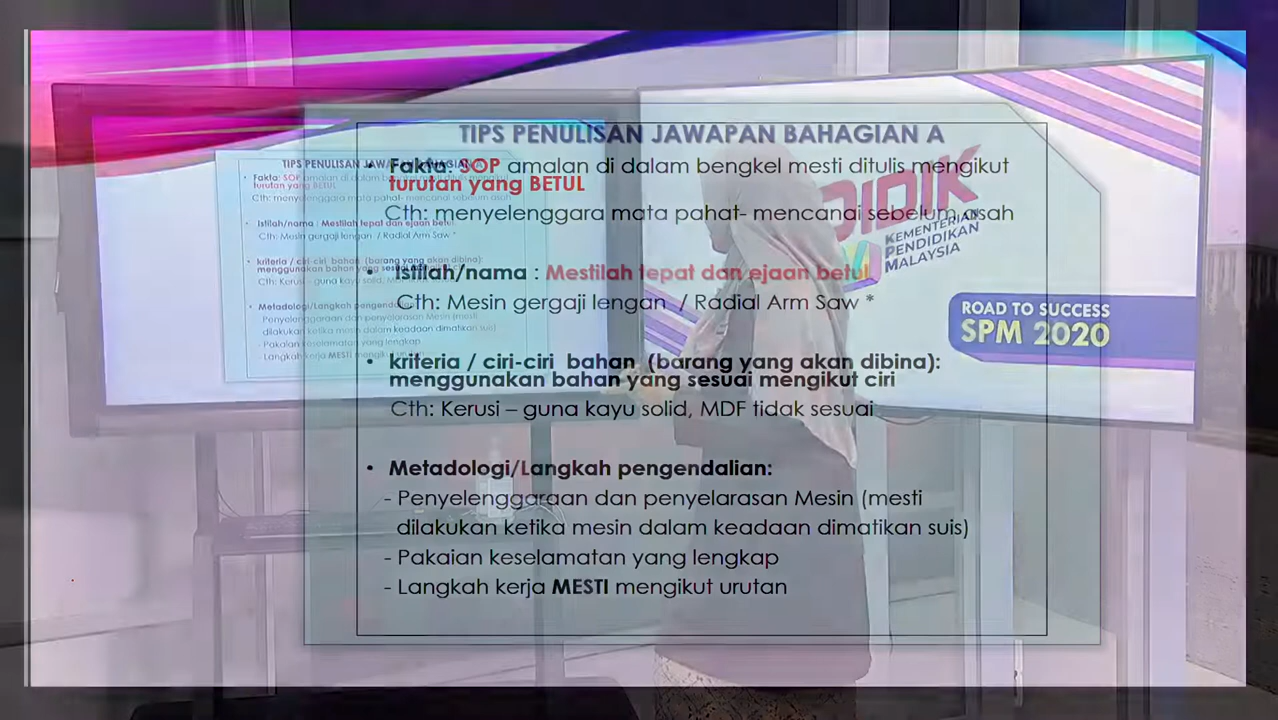 TIPS PENULISAN JAWAPAN BAHAGIAN A
• Fakta: SOP amalan di dalam bengkel mesti ditulis mengikut
turutan yang BETUL
Cth: menyelenggara mata pahat- mencanai sebelum asah
• Istilah/nama : Mestilah tepat dan ejaan betul
Cth: Mesin gergaji lengan / Radial Arm Saw *
• kriteria / ciri-ciri bahan (barang yang akan dibina):
menggunakan bahan yang sesuai mengikut ciri
Cth: Kerusi – guna kayu solid, MDF tidak sesuai
• Metadologi/Langkah pengendalian:
- Penyelenggaraan dan penyelarasan Mesin (mesti
dilakukan ketika mesin dalam keadaan dimatikan suis)
- Pakaian keselamatan yang lengkap
- Langkah kerja MESTI mengikut urutan
DIDIK
KEMENTERIAN
PENDIDIKAN
MALAYSIA
ROAD TO SUCCESS
SPM 2020